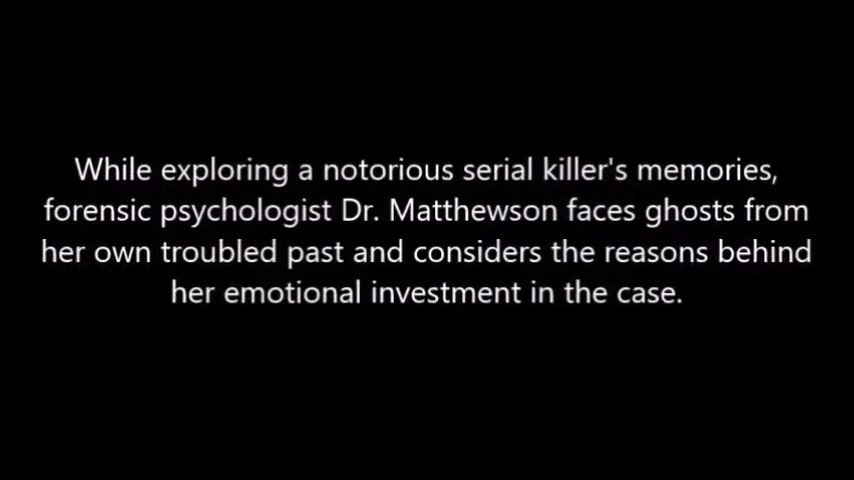 While exploring a notorious serial killer's memories,
forensic psychologist Dr. Matthewson faces ghosts from
her own troubled past and considers the reasons behind
her emotional investment in the case.